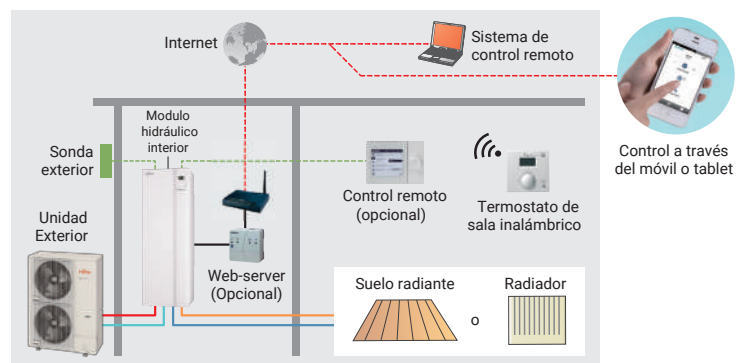 Internet
Sistema de
control remoto
Modulo
hidráulico
interior
Sonda
exterior
Control remoto
(opcional)
Termostato de
sala inalámbrico
Control a través
del móvil o tablet
Unidad
Exterior
Web-server
(Opcional)
Suelo radiante
o
Radiador